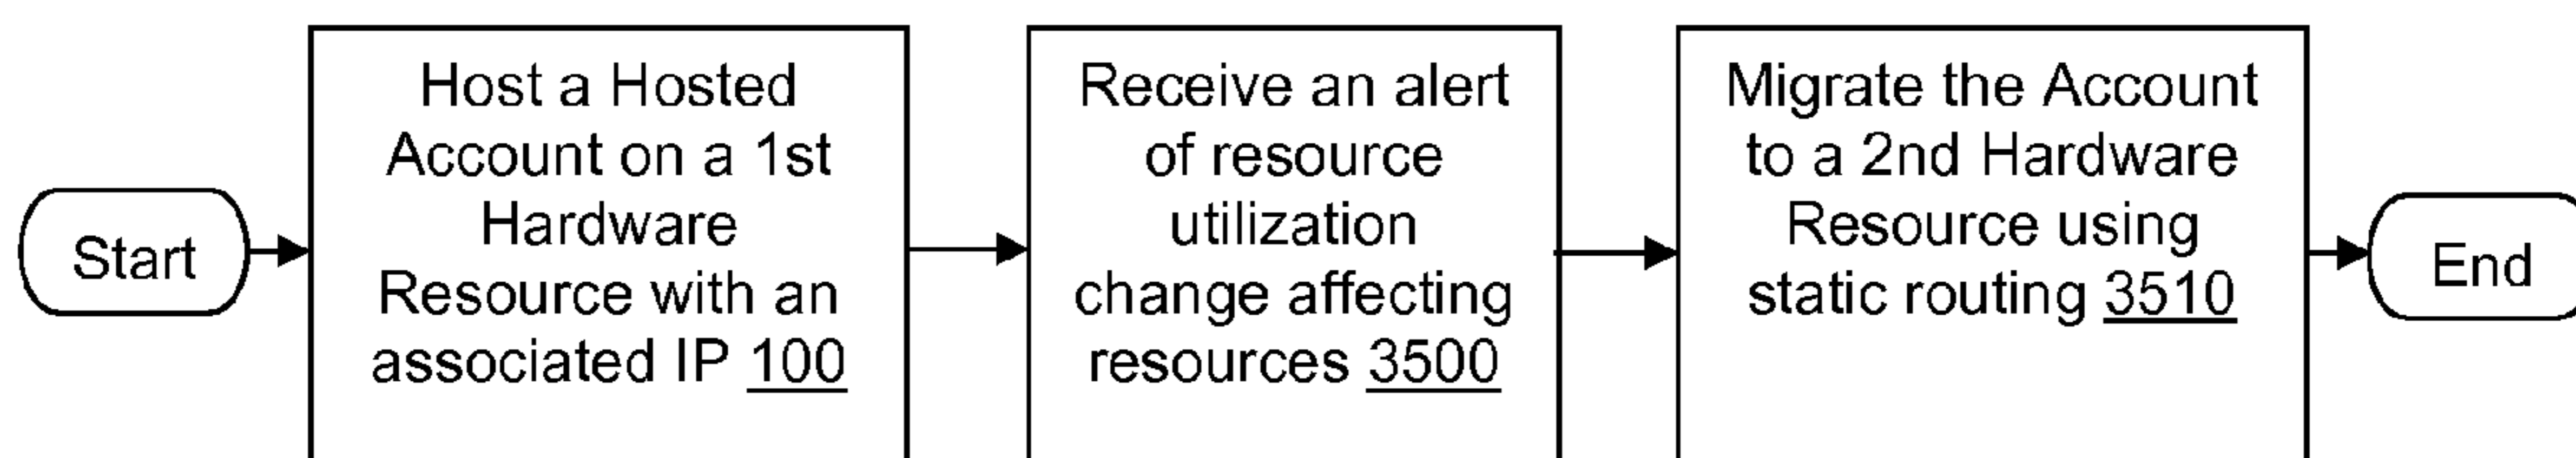 Start
Host a Hosted
Account on a 1st
Hardware
Resource with an
associated IP 100
Receive an alert
of resource
utilization
change affecting
resources 3500
Migrate the Account
to a 2nd Hardware
Resource using
static routing 3510
End